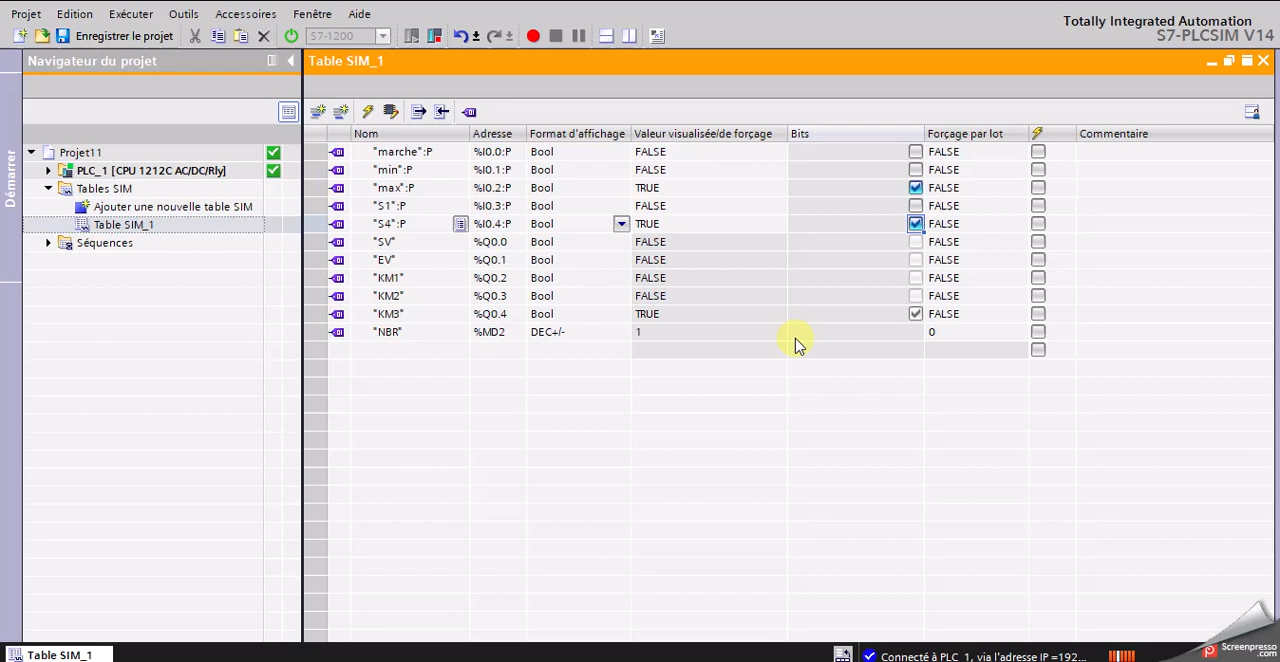 Projet Edition Exécuter Outils Accessoires Fenêtre Aide
Totally Integrated Automation
S7-PLCSIM V14
Enregistrer le projet S7-1200
Navigateur du projet
Table SIM_1
Démarrer
Nom Adresse Format d'affichage Valeur visualisée/de forçage Bits Forçage par lot Commentaire
Projet11
PLC_1 [CPU 1212C AC/DC/Rly]
Tables SIM
Ajouter une nouvelle table SIM
Table SIM_1
Séquences
"marche":P %I0.0:P Bool FALSE FALSE
"min":P %I0.1:P Bool FALSE FALSE
"max":P %I0.2:P Bool TRUE FALSE
"S1":P %I0.3:P Bool FALSE FALSE
"S4":P %I0.4:P Bool TRUE FALSE
"SV" %Q0.0 Bool FALSE FALSE
"EV" %Q0.1 Bool FALSE FALSE
"KM1" %Q0.2 Bool FALSE FALSE
"KM2" %Q0.3 Bool FALSE FALSE
"KM3" %Q0.4 Bool TRUE FALSE
"NBR" %MD2 DEC+/- 1 0
Table SIM_1
Connecté à PLC_1, via l'adresse IP =192...
Screenpresso
.com